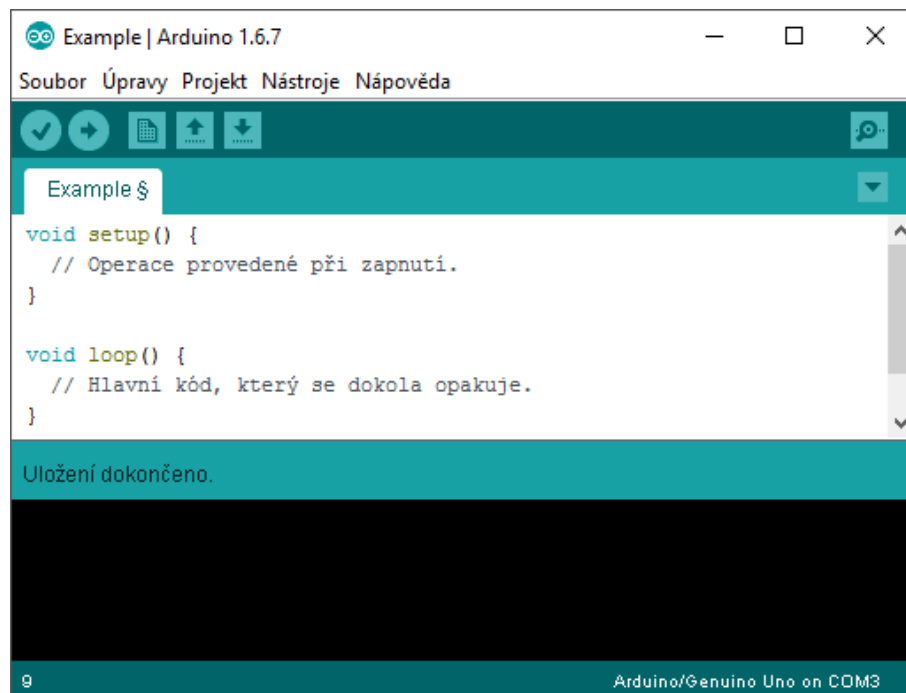 Example | Arduino 1.6.7
Soubor Úpravy Projekt Nástroje Nápověda
Example §
void setup() {
  // Operace provedené při zapnutí.
}
void loop() {
  // Hlavní kód, který se dokola opakuje.
}
Uložení dokončeno.
9 Arduino/Genuino Uno on COM3